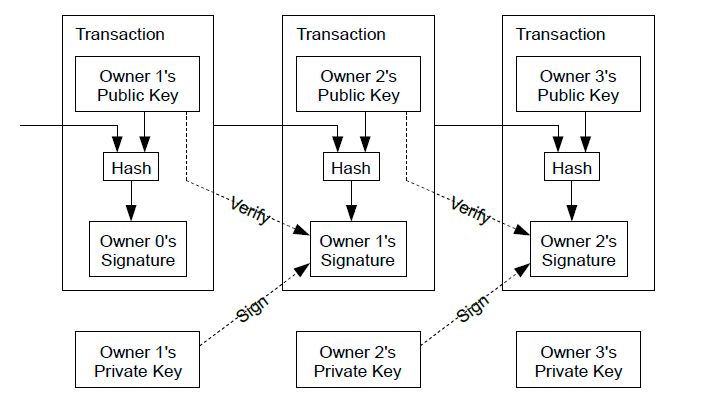 Transaction
Transaction
Transaction
Owner 1's
Public Key
Owner 2's
Public Key
Owner 3's
Public Key
Hash
Hash
Hash
Verify
Verify
Owner 0's
Signature
Owner 1's
Signature
Owner 2's
Signature
Sign
Sign
Owner 1's
Private Key
Owner 2's
Private Key
Owner 3's
Private Key